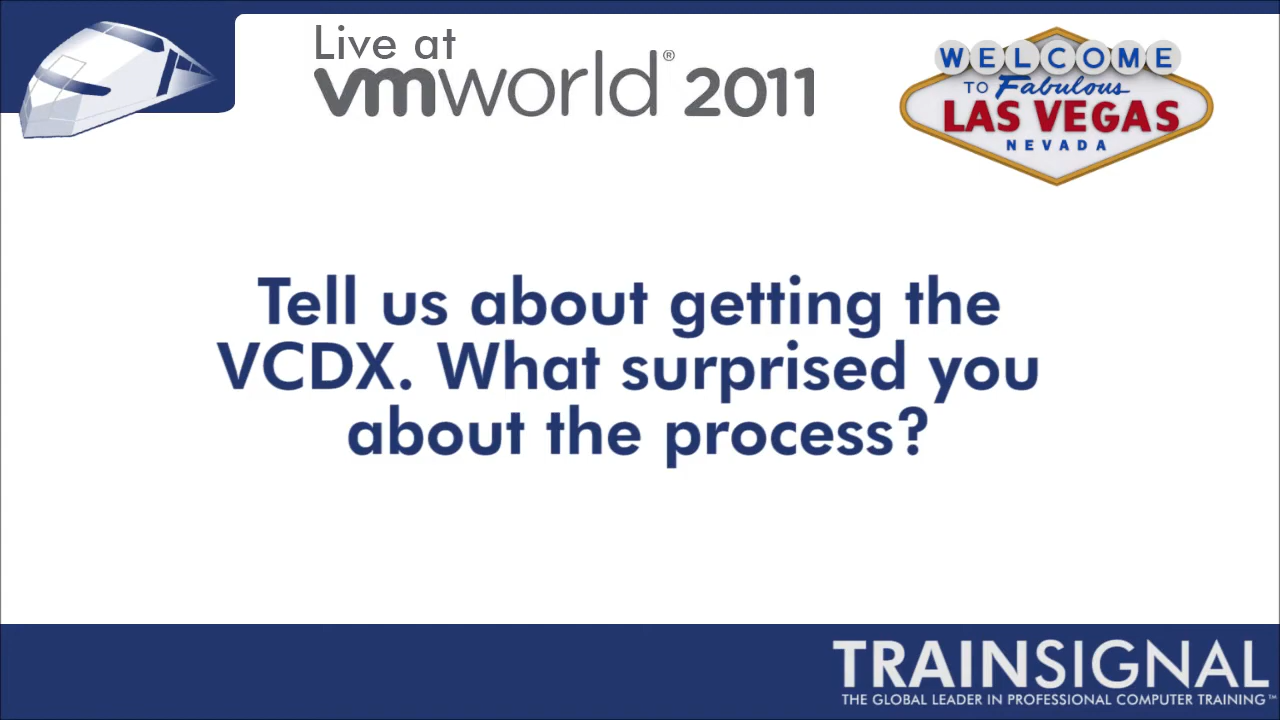 Live at
vmworld® 2011
WELCOME
TO Fabulous
LAS VEGAS
NEVADA
Tell us about getting the
VCDX. What surprised you
about the process?
TRAINSIGNAL
THE GLOBAL LEADER IN PROFESSIONAL COMPUTER TRAINING™